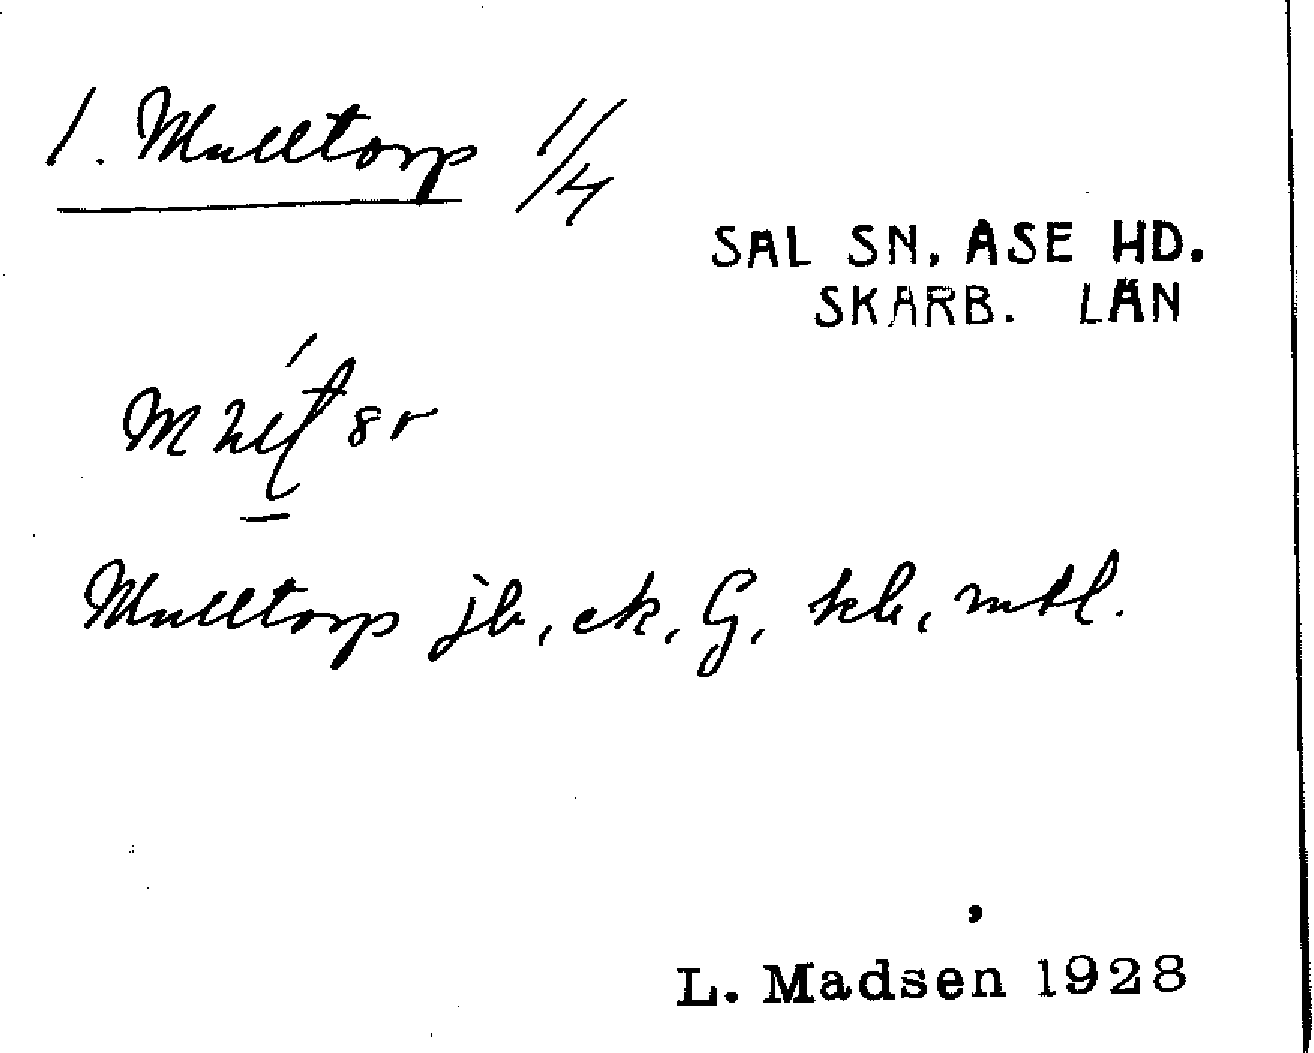 1. Mulltorp 1/4
SAL SN, ASE HD.
SKARB. LÄN
Mulltorp jb, ek, G, kb, mtl.
L. Madsen 1928